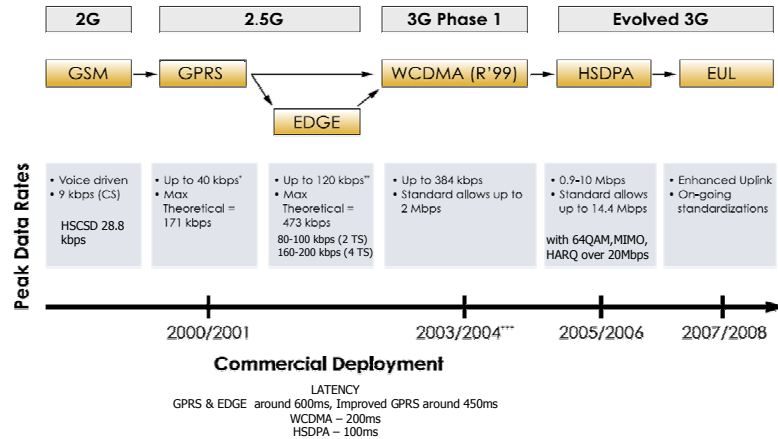 2G
2.5G
3G Phase 1
Evolved 3G
GSM
GPRS
WCDMA (R'99)
HSDPA
EUL
EDGE
Peak Data Rates
• Voice driven
• 9 kbps (CS)
HSCSD 28.8
kbps
• Up to 40 kbps*
• Max
Theoretical =
171 kbps
• Up to 120 kbps**
• Max
Theoretical =
473 kbps
80-100 kbps (2 TS)
160-200 kbps (4 TS)
• Up to 384 kbps
• Standard allows up to
2 Mbps
• 0.9-10 Mbps
• Standard allows
up to 14.4 Mbps
with 64QAM,MIMO,
HARQ over 20Mbps
• Enhanced Uplink
• On-going
standardizations
2000/2001
2003/2004***
2005/2006
2007/2008
Commercial Deployment
LATENCY
GPRS & EDGE around 600ms, Improved GPRS around 450ms
WCDMA – 200ms
HSDPA – 100ms